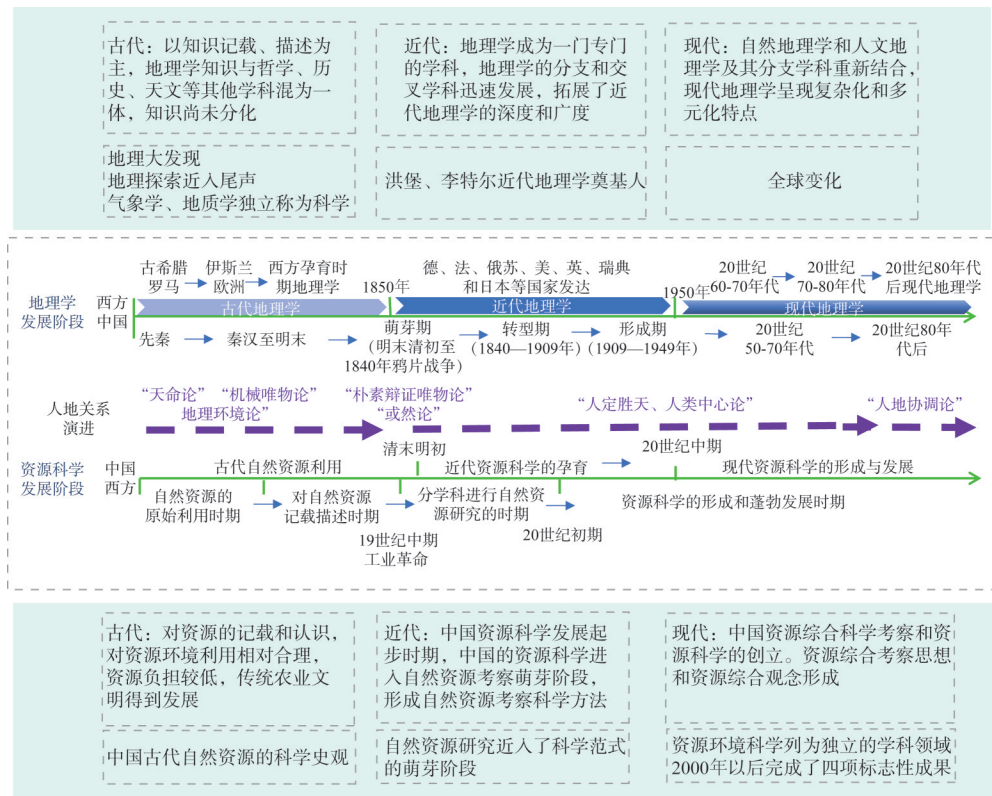 古代：以知识记载、描述为
主，地理学知识与哲学、历
史、天文等其他学科混为一
体，知识尚未分化
近代：地理学成为一门专门
的学科，地理学的分支和交
叉学科迅速发展，拓展了近
代地理学的深度和广度
现代：自然地理学和人文地
理学及其分支学科重新结合，
现代地理学呈现复杂化和多
元化特点
地理大发现
地理探索近入尾声
气象学、地质学独立称为科学
洪堡、李特尔近代地理学奠基人
全球变化
地理学
发展阶段
西方
中国
古希腊
罗马
伊斯兰
欧洲
西方孕育时
期地理学
1850年
德、法、俄苏、美、英、瑞典
和日本等国家发达
1950年
20世纪
60-70年代
20世纪
70-80年代
20世纪80年代
后现代地理学
古代地理学
近代地理学
现代地理学
先秦
秦汉至明末
萌芽期
（明末清初至
1840年鸦片战争）
转型期
（1840—1909年）
形成期
（1909—1949年）
20世纪
50-70年代
20世纪80年
代后
人地关系
演进
“天命论”
“机械唯物论”
地理环境论”
“朴素辩证唯物论”
“或然论”
“人定胜天、人类中心论”
“人地协调论”
清末明初
20世纪中期
资源科学
发展阶段
中国
西方
古代自然资源利用
近代资源科学的孕育
现代资源科学的形成与发展
自然资源的
原始利用时期
对自然资源
记载描述时期
分学科进行自然资
源研究的时期
资源科学的形成和蓬勃发展时期
19世纪中期
工业革命
20世纪初期
古代：对资源的记载和认识，
对资源环境利用相对合理，
资源负担较低，传统农业文
明得到发展
近代：中国资源科学发展起
步时期，中国的资源科学进
入自然资源考察萌芽阶段，
形成自然资源考察科学方法
现代：中国资源综合科学考察和
资源科学的创立。资源综合考察思想
和资源综合观念形成
中国古代自然资源的科学史观
自然资源研究近入了科学范式
的萌芽阶段
资源环境科学列为独立的学科领域
2000年以后完成了四项标志性成果